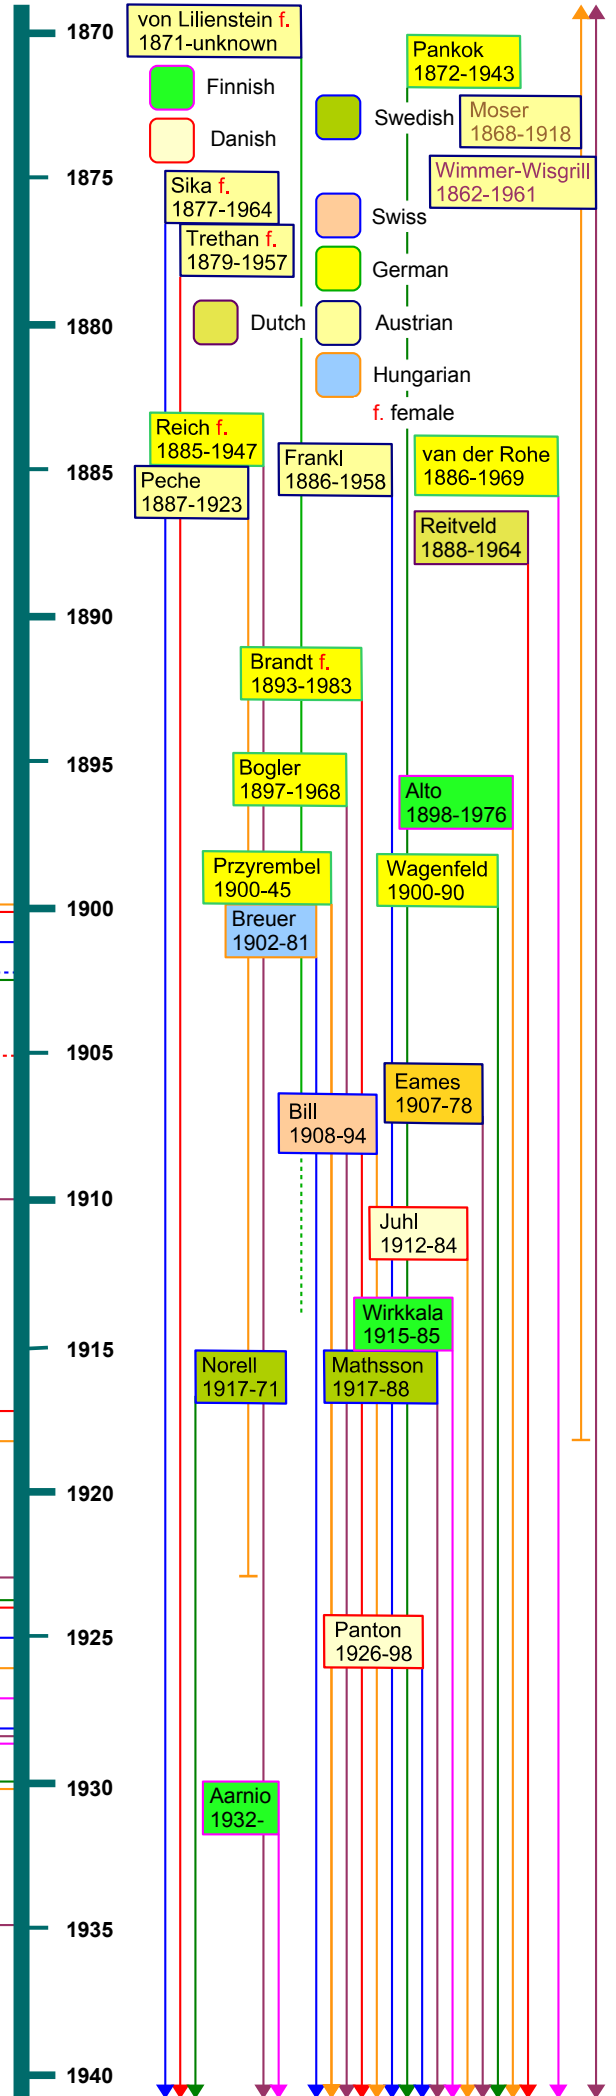 1870
von Lilienstein f.
1871-unknown
Pankok
1872-1943
Finnish
Swedish
Moser
1868-1918
Danish
Wimmer-Wisgrill
1862-1961
1875
Sika f.
1877-1964
Swiss
Trethan f.
1879-1957
German
1880
Dutch
Austrian
Hungarian
f. female
Reich f.
1885-1947
1885
Frankl
1886-1958
van der Rohe
1886-1969
Peche
1887-1923
Reitveld
1888-1964
1890
Brandt f.
1893-1983
1895
Bogler
1897-1968
Alto
1898-1976
Przyrembel
1900-45
Wagenfeld
1900-90
1900
Breuer
1902-81
1905
Eames
1907-78
Bill
1908-94
1910
Juhl
1912-84
Wirkkala
1915-85
1915
Norell
1917-71
Mathsson
1917-88
1920
1925
Panton
1926-98
1930
Aarnio
1932-
1935
1940